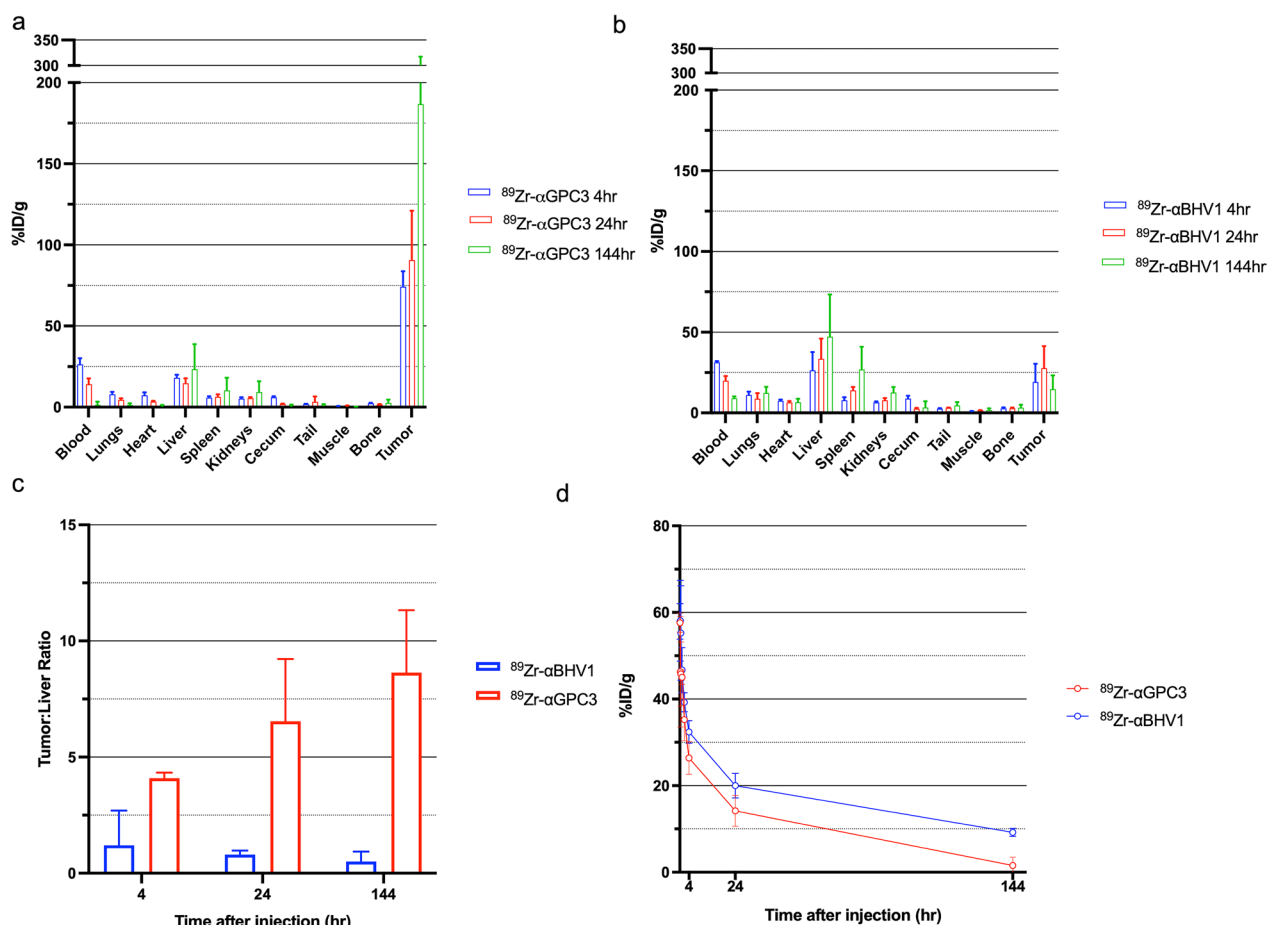 a
350
300
200
150
100
50
0
%ID/g
Blood
Lungs
Heart
Liver
Spleen
Kidneys
Cecum
Tail
Muscle
Bone
Tumor
⁸⁹Zr-αGPC3 4hr
⁸⁹Zr-αGPC3 24hr
⁸⁹Zr-αGPC3 144hr
b
350
300
200
150
100
50
0
%ID/g
Blood
Lungs
Heart
Liver
Spleen
Kidneys
Cecum
Tail
Muscle
Bone
Tumor
⁸⁹Zr-αBHV1 4hr
⁸⁹Zr-αBHV1 24hr
⁸⁹Zr-αBHV1 144hr
c
15
10
5
0
Tumor:Liver Ratio
4
24
144
Time after injection (hr)
⁸⁹Zr-αBHV1
⁸⁹Zr-αGPC3
d
80
60
40
20
0
%ID/g
4
24
144
Time after injection (hr)
⁸⁹Zr-αGPC3
⁸⁹Zr-αBHV1